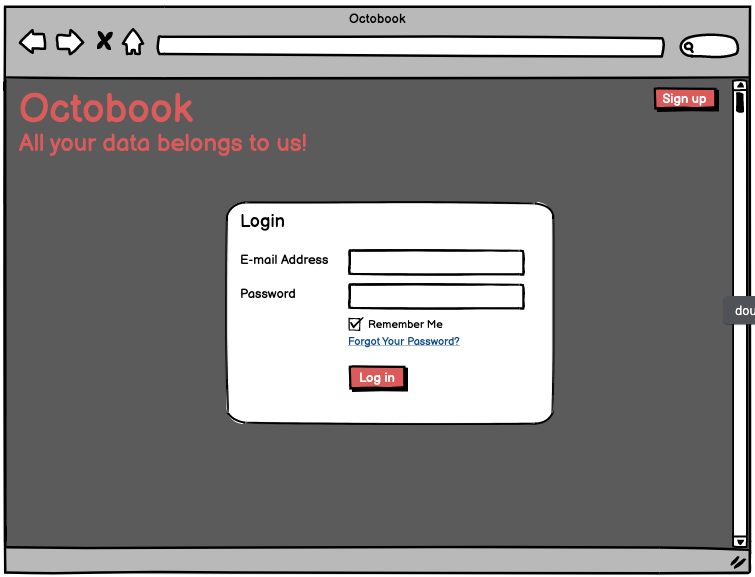 Octobook
Octobook
Sign up
All your data belongs to us!
Login
E-mail Address
Password
Remember Me
Forgot Your Password?
Log in